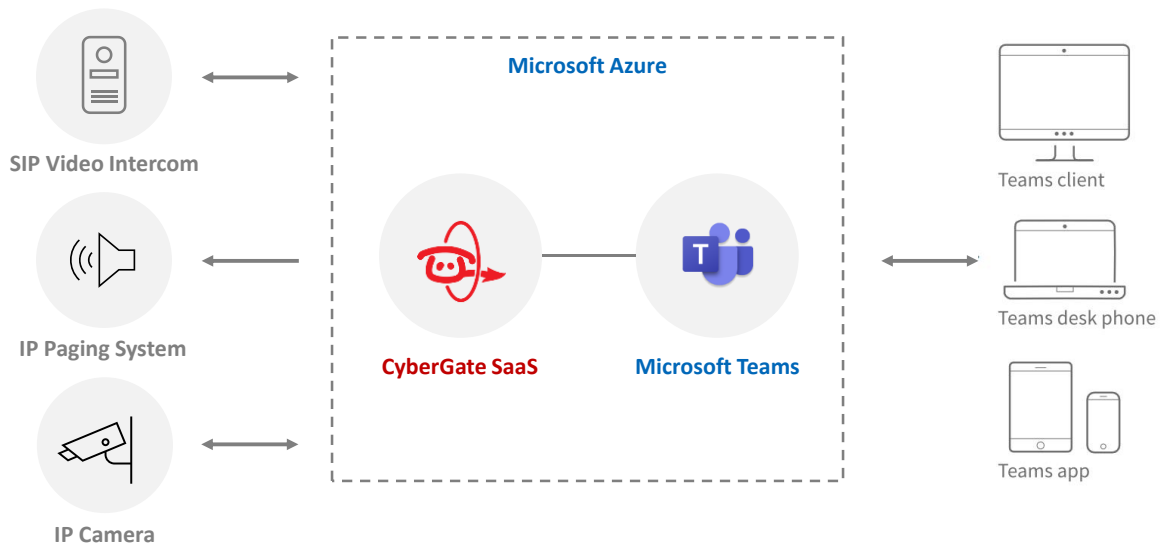 Microsoft Azure
SIP Video Intercom
Teams client
T
Teams desk phone
IP Paging System
CyberGate SaaS
Microsoft Teams
Teams app
IP Camera